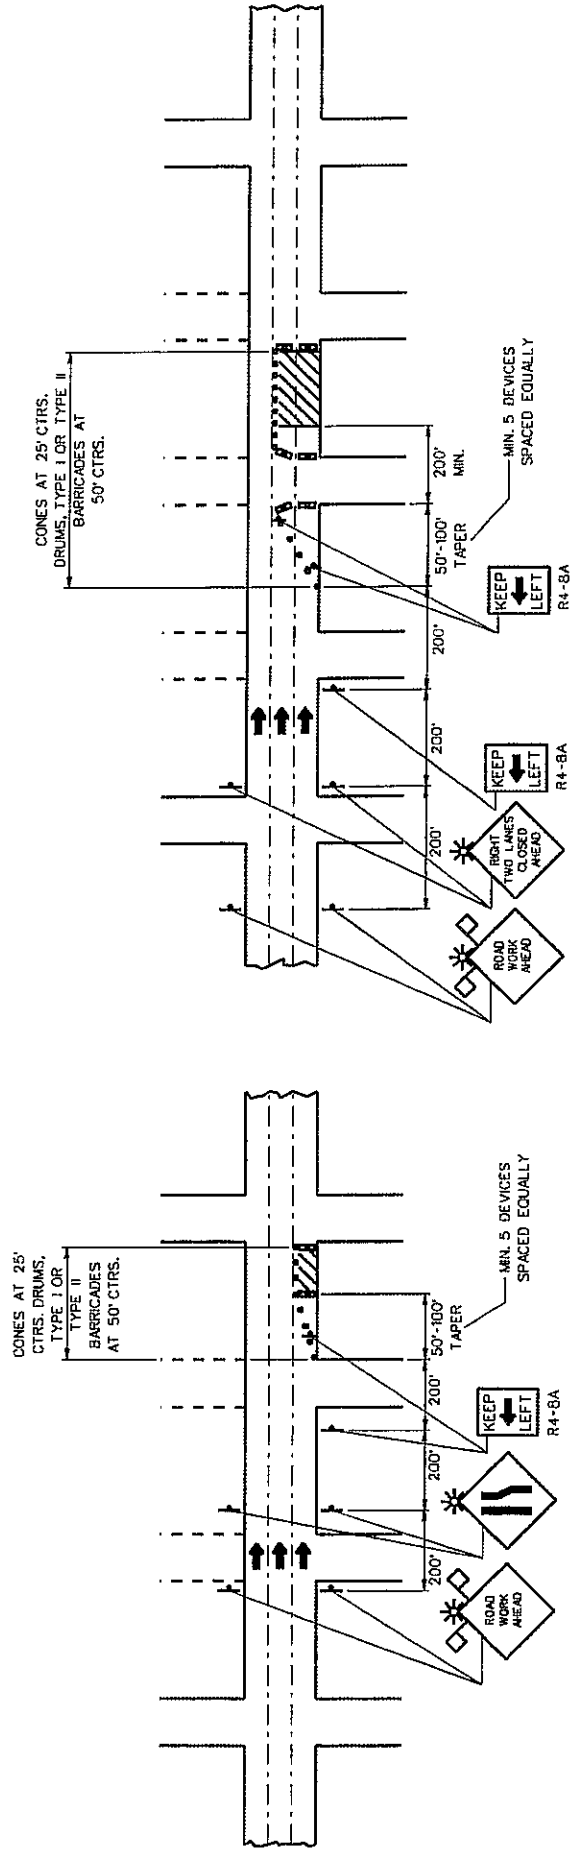 CONES AT 25' CTRS.
DRUMS, TYPE I OR TYPE II
BARRICADES AT
50' CTRS.
200'
200'
200'
50'-100'
TAPER
200'
MIN.
MIN. 5 DEVICES
SPACED EQUALLY
ROAD
WORK
AHEAD
RIGHT
TWO LANES
CLOSED
AHEAD
KEEP
LEFT
R4-8A
KEEP
LEFT
R4-8A
CONES AT 25'
CTRS. DRUMS,
TYPE I OR
TYPE II
BARRICADES
AT 50' CTRS.
200'
200'
200'
50'-100'
TAPER
MIN. 5 DEVICES
SPACED EQUALLY
ROAD
WORK
AHEAD
KEEP
LEFT
R4-8A